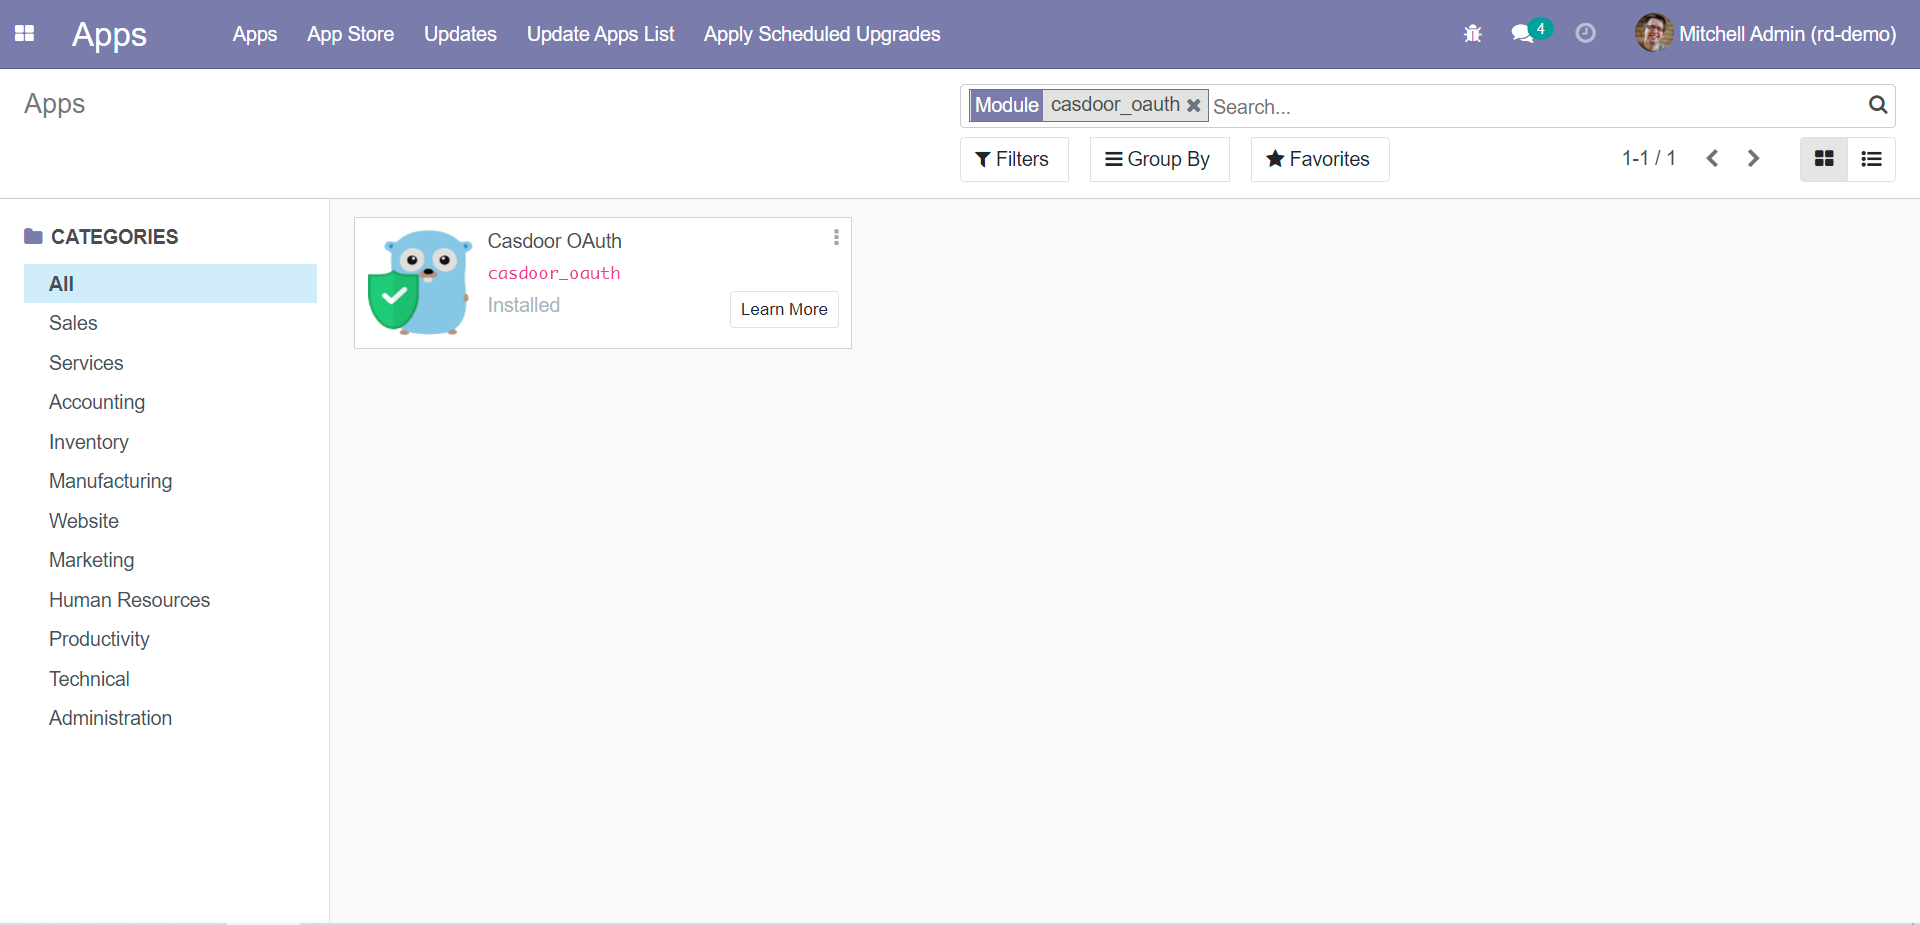 Apps Apps App Store Updates Update Apps List Apply Scheduled Upgrades 4 Mitchell Admin (rd-demo)
Apps
Module casdoor_oauth Search...
Filters Group By Favorites 1-1 / 1
CATEGORIES
All
Sales
Services
Accounting
Inventory
Manufacturing
Website
Marketing
Human Resources
Productivity
Technical
Administration
Casdoor OAuth
casdoor_oauth
Installed
Learn More